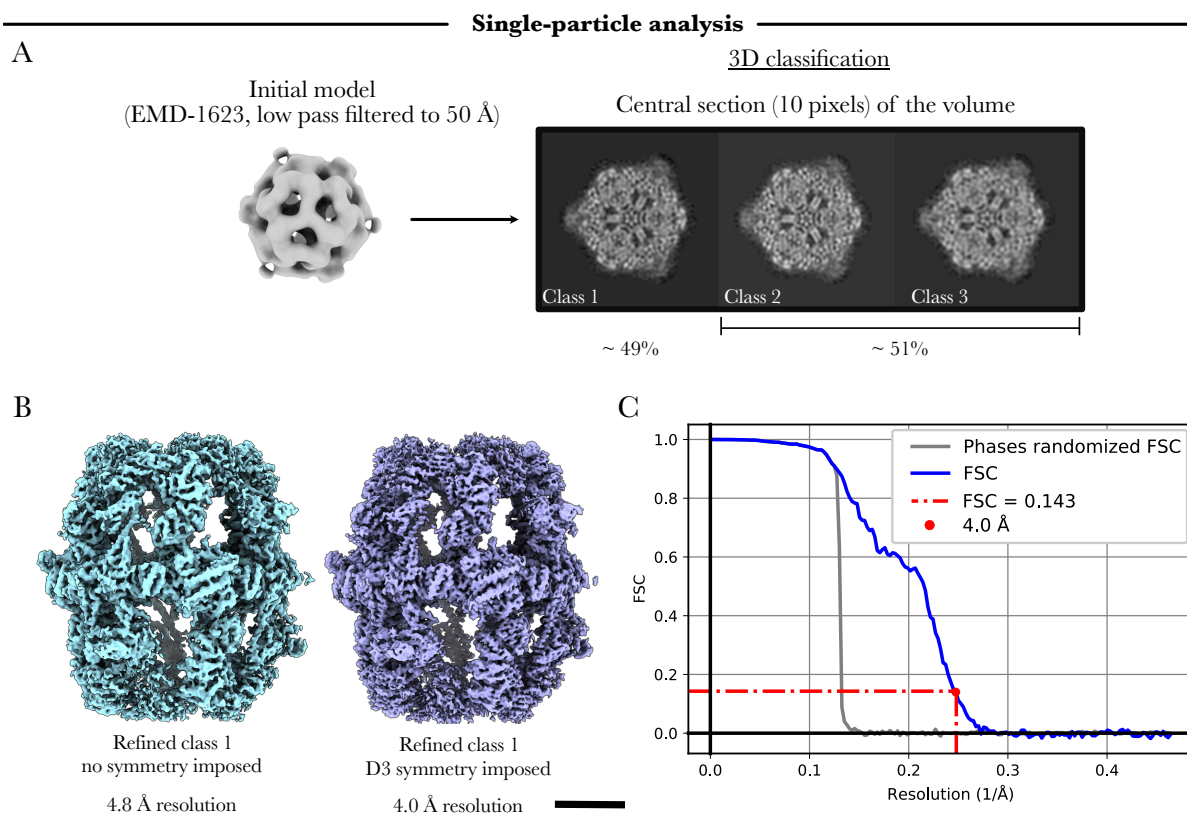 Single-particle analysis
A
3D classification
Initial model
(EMD-1623, low pass filtered to 50 Å)
Central section (10 pixels) of the volume
Class 1
Class 2
Class 3
~ 49%
~ 51%
B
Refined class 1
no symmetry imposed
4.8 Å resolution
Refined class 1
D3 symmetry imposed
4.0 Å resolution
C
Phases randomized FSC
FSC
FSC = 0.143
4.0 Å
FSC
1.0
0.8
0.6
0.4
0.2
0.0
0.0
0.1
0.2
0.3
0.4
Resolution (1/Å)